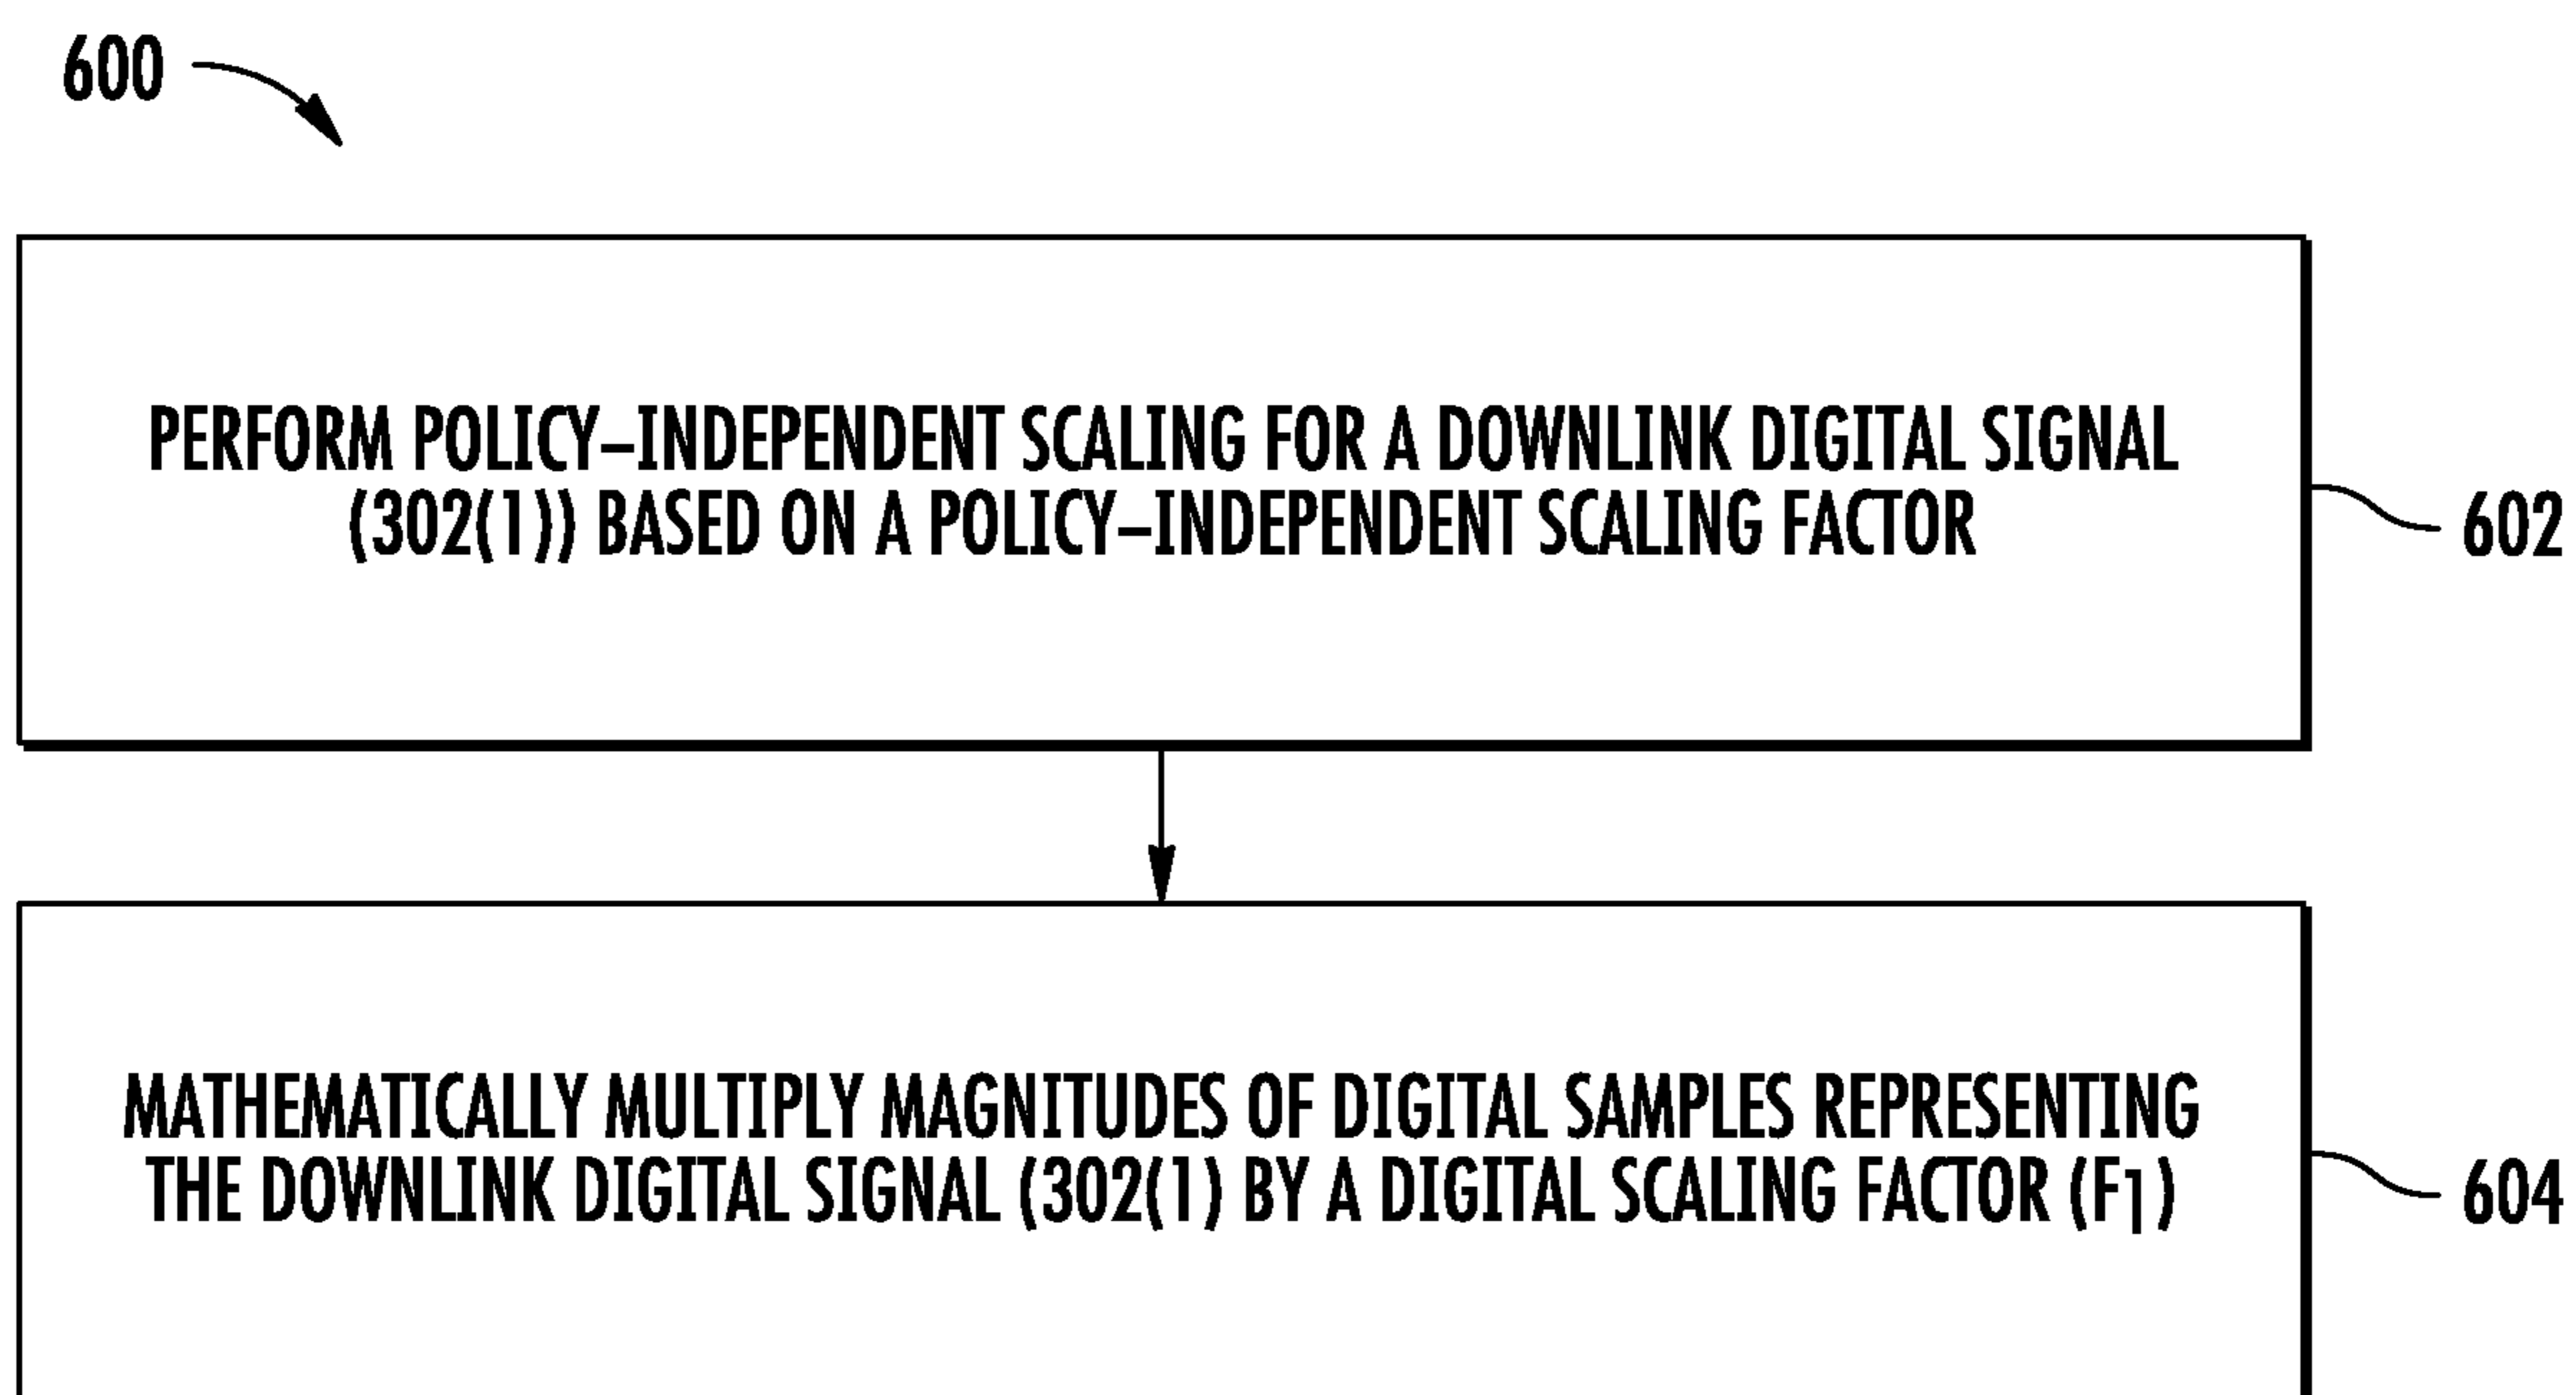 600
PERFORM POLICY–INDEPENDENT SCALING FOR A DOWNLINK DIGITAL SIGNAL
(302(1)) BASED ON A POLICY–INDEPENDENT SCALING FACTOR
602
MATHEMATICALLY MULTIPLY MAGNITUDES OF DIGITAL SAMPLES REPRESENTING
THE DOWNLINK DIGITAL SIGNAL (302(1) BY A DIGITAL SCALING FACTOR (F₁)
604